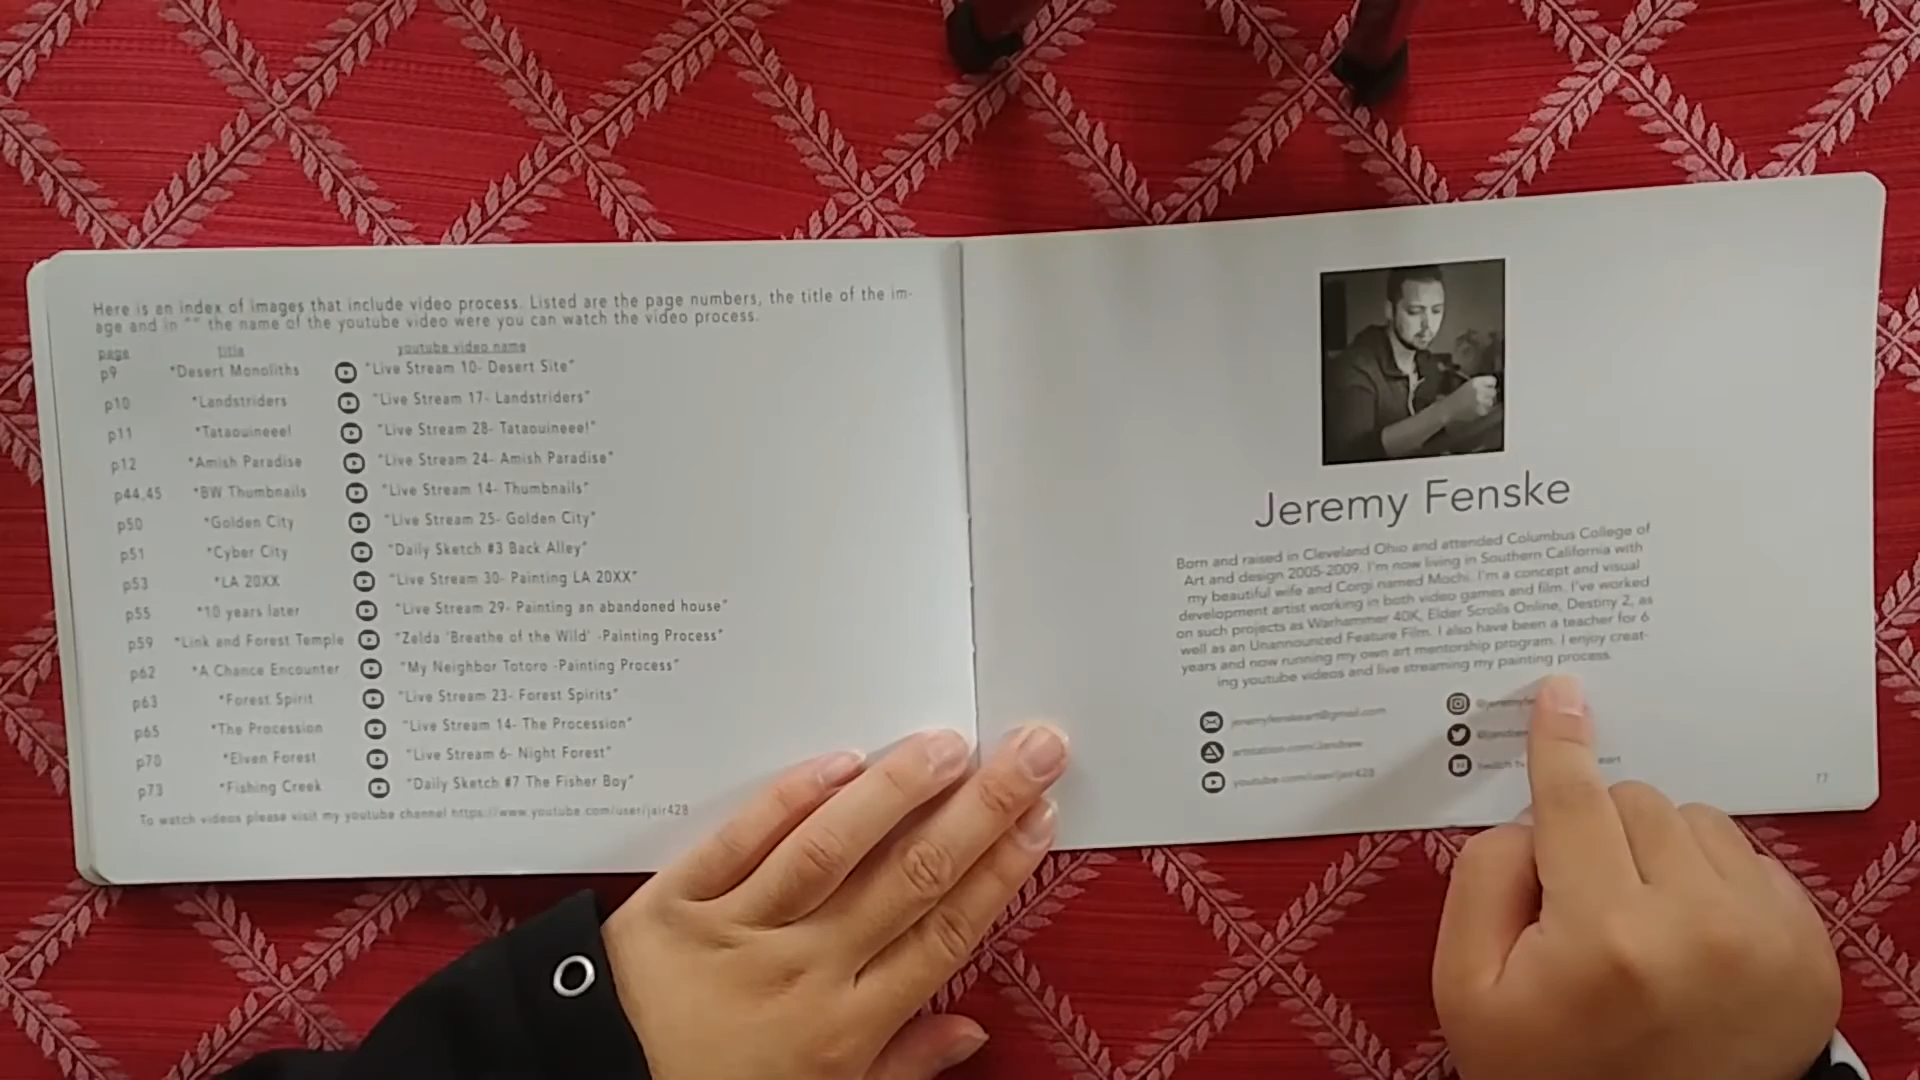 Here is an index of images that include video process. Listed are the page numbers, the title of the im-
age and in "" the name of the youtube video were you can watch the video process.
page title youtube video name
p9 *Desert Monoliths "Live Stream 10- Desert Site"
p10 *Landstriders "Live Stream 17- Landstriders"
p11 *Tataouineee! "Live Stream 28- Tataouineee!"
p12 *Amish Paradise "Live Stream 24- Amish Paradise"
p44,45 *BW Thumbnails "Live Stream 14- Thumbnails"
p50 *Golden City "Live Stream 25- Golden City"
p51 *Cyber City "Daily Sketch #3 Back Alley"
p53 *LA 20XX "Live Stream 30- Painting LA 20XX"
p55 *10 years later "Live Stream 29- Painting an abandoned house"
p59 *Link and Forest Temple "Zelda 'Breathe of the Wild' -Painting Process"
p62 *A Chance Encounter "My Neighbor Totoro -Painting Process"
p63 *Forest Spirit "Live Stream 23- Forest Spirits"
p65 *The Procession "Live Stream 14- The Procession"
p70 *Elven Forest "Live Stream 6- Night Forest"
p73 *Fishing Creek "Daily Sketch #7 The Fisher Boy"
To watch videos please visit my youtube channel https://www.youtube.com/user/jair428
Jeremy Fenske
Born and raised in Cleveland Ohio and attended Columbus College of
Art and design 2005-2009. I'm now living in Southern California with
my beautiful wife and Corgi named Mochi. I'm a concept and visual
development artist working in both video games and film. I've worked
on such projects as Warhammer 40K, Elder Scrolls Online, Destiny 2, as
well as an Unannounced Feature Film. I also have been a teacher for 6
years and now running my own art mentorship program. I enjoy creat-
ing youtube videos and live streaming my painting process.
jeremyfenskeart@gmail.com
artstation.com/Jandrew
youtube.com/user/jair428
twitch.tv
77